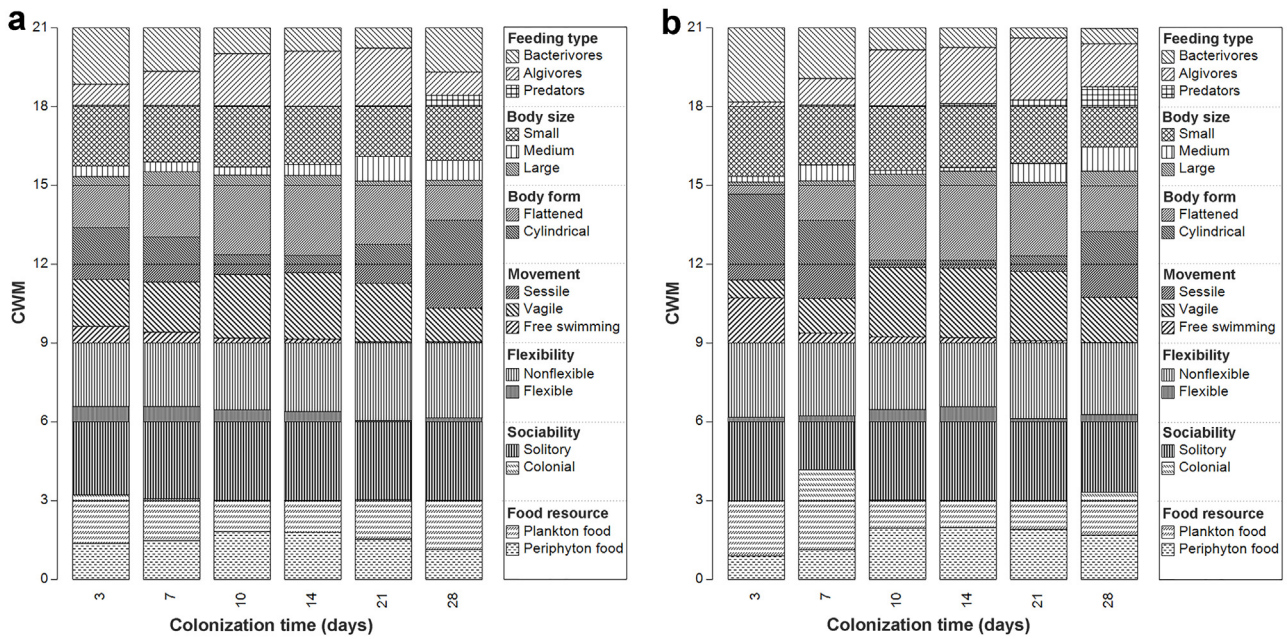 a
CWM
21
18
15
12
9
6
3
0
3
7
10
14
21
28
Colonization time (days)
Feeding type
Bacterivores
Algivores
Predators
Body size
Small
Medium
Large
Body form
Flattened
Cylindrical
Movement
Sessile
Vagile
Free swimming
Flexibility
Nonflexible
Flexible
Sociability
Solitory
Colonial
Food resource
Plankton food
Periphyton food
b
CWM
21
18
15
12
9
6
3
0
3
7
10
14
21
28
Colonization time (days)
Feeding type
Bacterivores
Algivores
Predators
Body size
Small
Medium
Large
Body form
Flattened
Cylindrical
Movement
Sessile
Vagile
Free swimming
Flexibility
Nonflexible
Flexible
Sociability
Solitory
Colonial
Food resource
Plankton food
Periphyton food